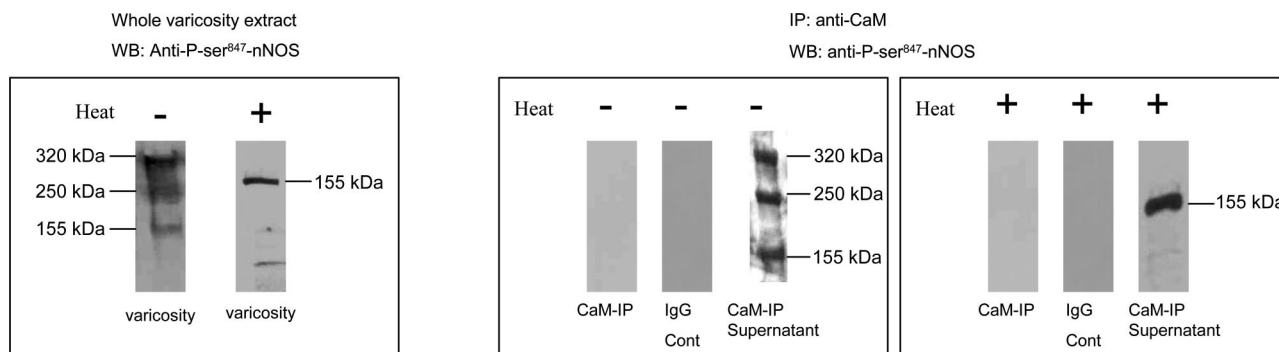 Whole varicosity extract
WB: Anti-P-ser⁸⁴⁷-nNOS
IP: anti-CaM
WB: anti-P-ser⁸⁴⁷-nNOS
Heat - +
320 kDa
250 kDa
155 kDa
155 kDa
varicosity varicosity
Heat - - -
320 kDa
250 kDa
155 kDa
CaM-IP IgG CaM-IP
Cont Supernatant
Heat + + +
155 kDa
CaM-IP IgG CaM-IP
Cont Supernatant